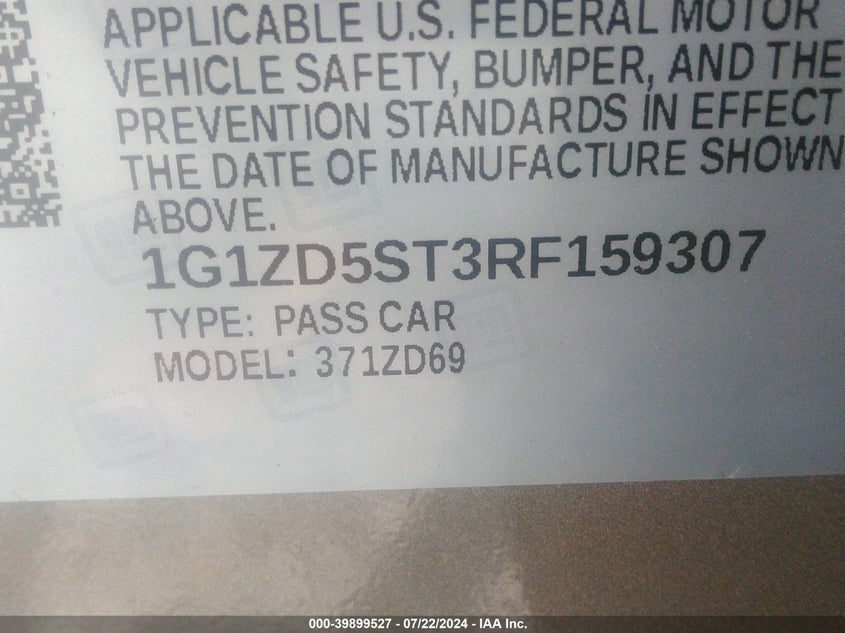 APPLICABLE U.S. FEDERAL MOTOR
VEHICLE SAFETY, BUMPER, AND THE
PREVENTION STANDARDS IN EFFECT
THE DATE OF MANUFACTURE SHOWN
ABOVE.
1G1ZD5ST3RF159307
TYPE: PASS CAR
MODEL: 371ZD69
000-39899527 - 07/22/2024 - IAA Inc.